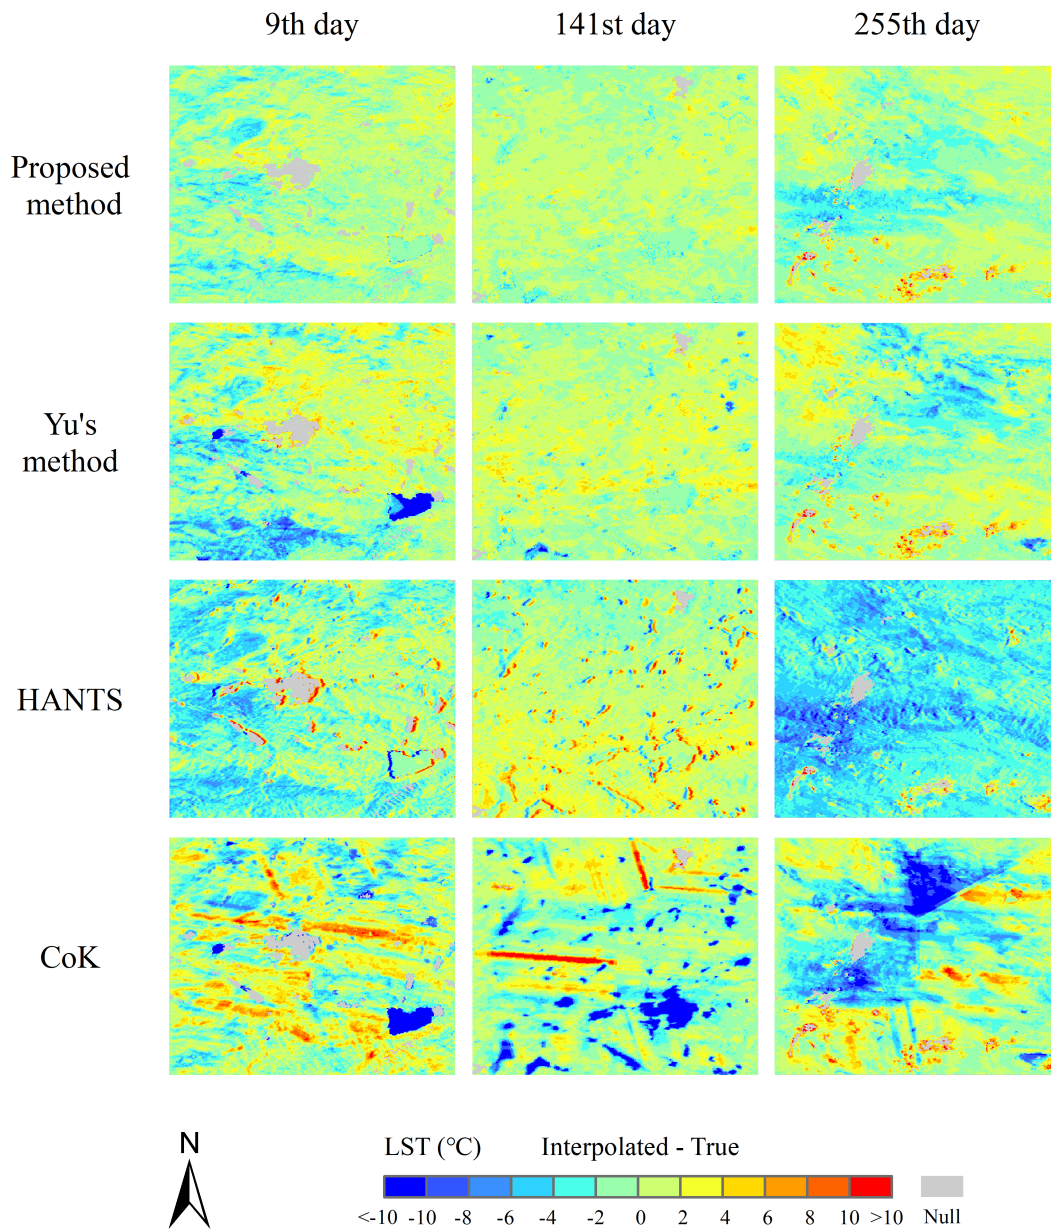 9th day 141st day 255th day
Proposed
method
Yu's
method
HANTS
CoK
N
LST (°C) Interpolated - True
<-10 -10 -8 -6 -4 -2 0 2 4 6 8 10 >10 Null